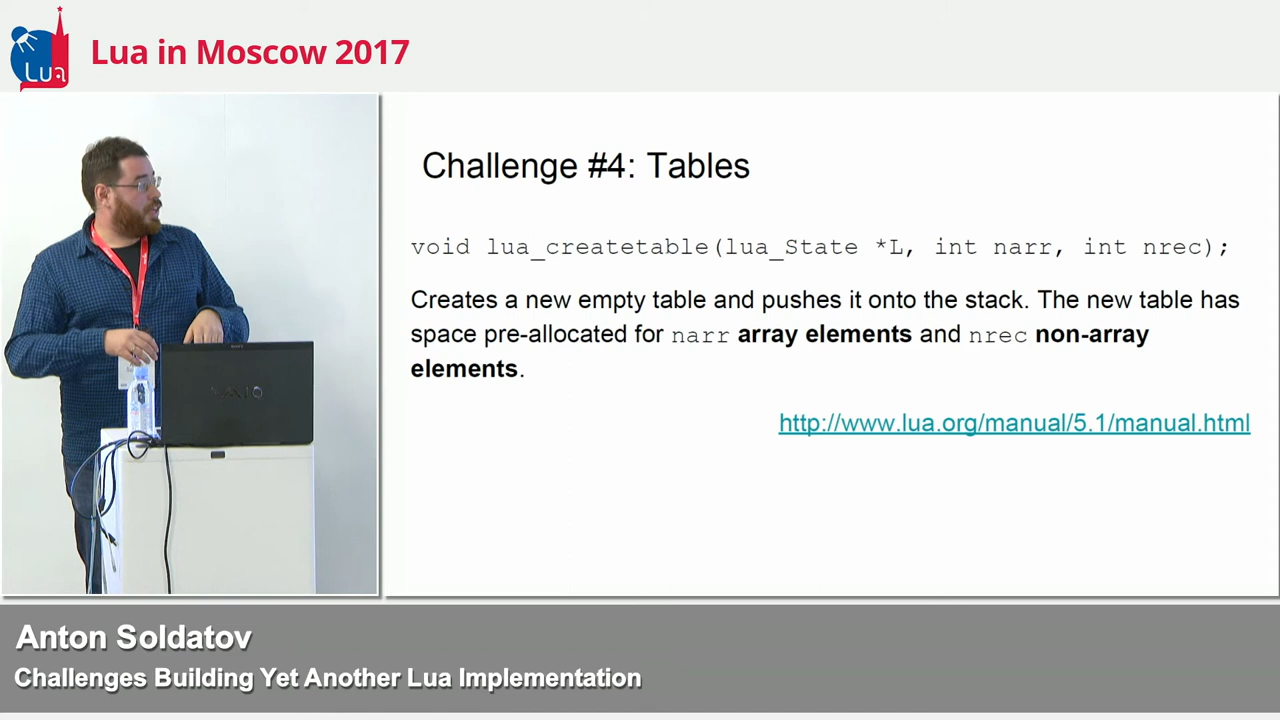 Lua
Lua in Moscow 2017
Challenge #4: Tables
void lua_createtable(lua_State *L, int narr, int nrec);
Creates a new empty table and pushes it onto the stack. The new table has
space pre-allocated for narr array elements and nrec non-array
elements.
http://www.lua.org/manual/5.1/manual.html
SONY
VAIO
Anton Soldatov
Challenges Building Yet Another Lua Implementation